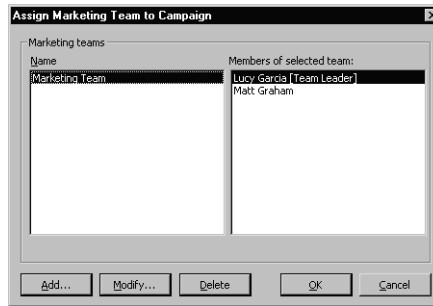 Assign Marketing Team to Campaign
Marketing teams
Name
Members of selected team:
Marketing Team
Lucy Garcia [Team Leader]
Matt Graham
Add... Modify... Delete OK Cancel